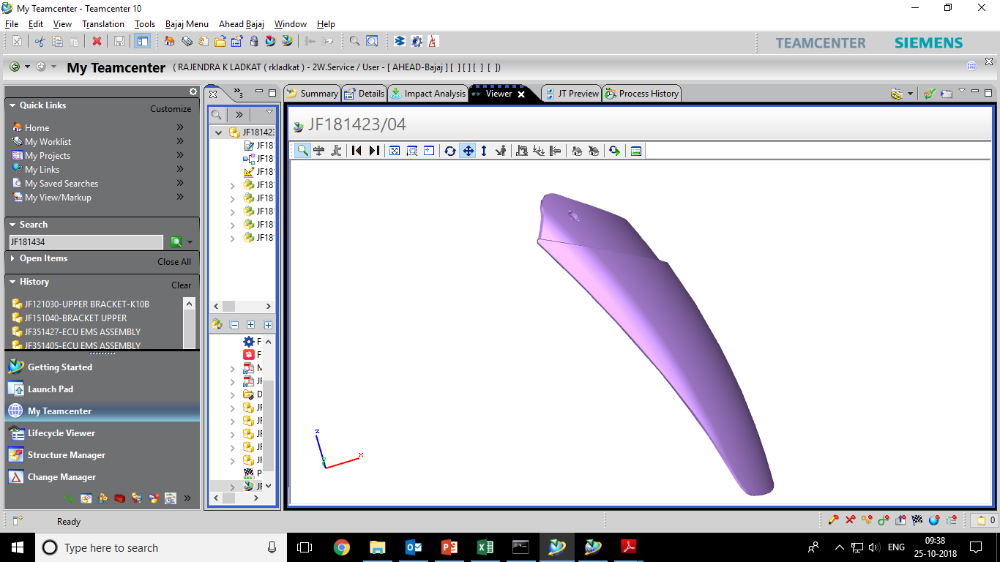 My Teamcenter - Teamcenter 10
File Edit View Translation Tools Bajaj Menu Ahead Bajaj Window Help
TEAMCENTER SIEMENS
My Teamcenter ( RAJENDRA K LADKAT ( rkladkat ) - 2W.Service / User - [ AHEAD-Bajaj ] [ ] [ ] [ ] [ ])
Quick Links
Customize
Home
My Worklist
My Projects
My Links
My Saved Searches
My View/Markup
Search
JF181434
Open Items
Close All
History
Clear
JF121030-UPPER BRACKET-K10B
JF151040-BRACKET UPPER
JF351427-ECU EMS ASSEMBLY
JF351405-ECU EMS ASSEMBLY
Getting Started
Launch Pad
My Teamcenter
Lifecycle Viewer
Structure Manager
Change Manager
3
JF181423
JF18
JF18
JF18
JF18
JF18
JF18
JF18
JF18
F
F
M
JF
D
JF
JF
JF
JF
JF
P
JF
Summary Details Impact Analysis Viewer JT Preview Process History
JF181423/04
z
x
Ready
0
Type here to search
ENG
09:38
25-10-2018